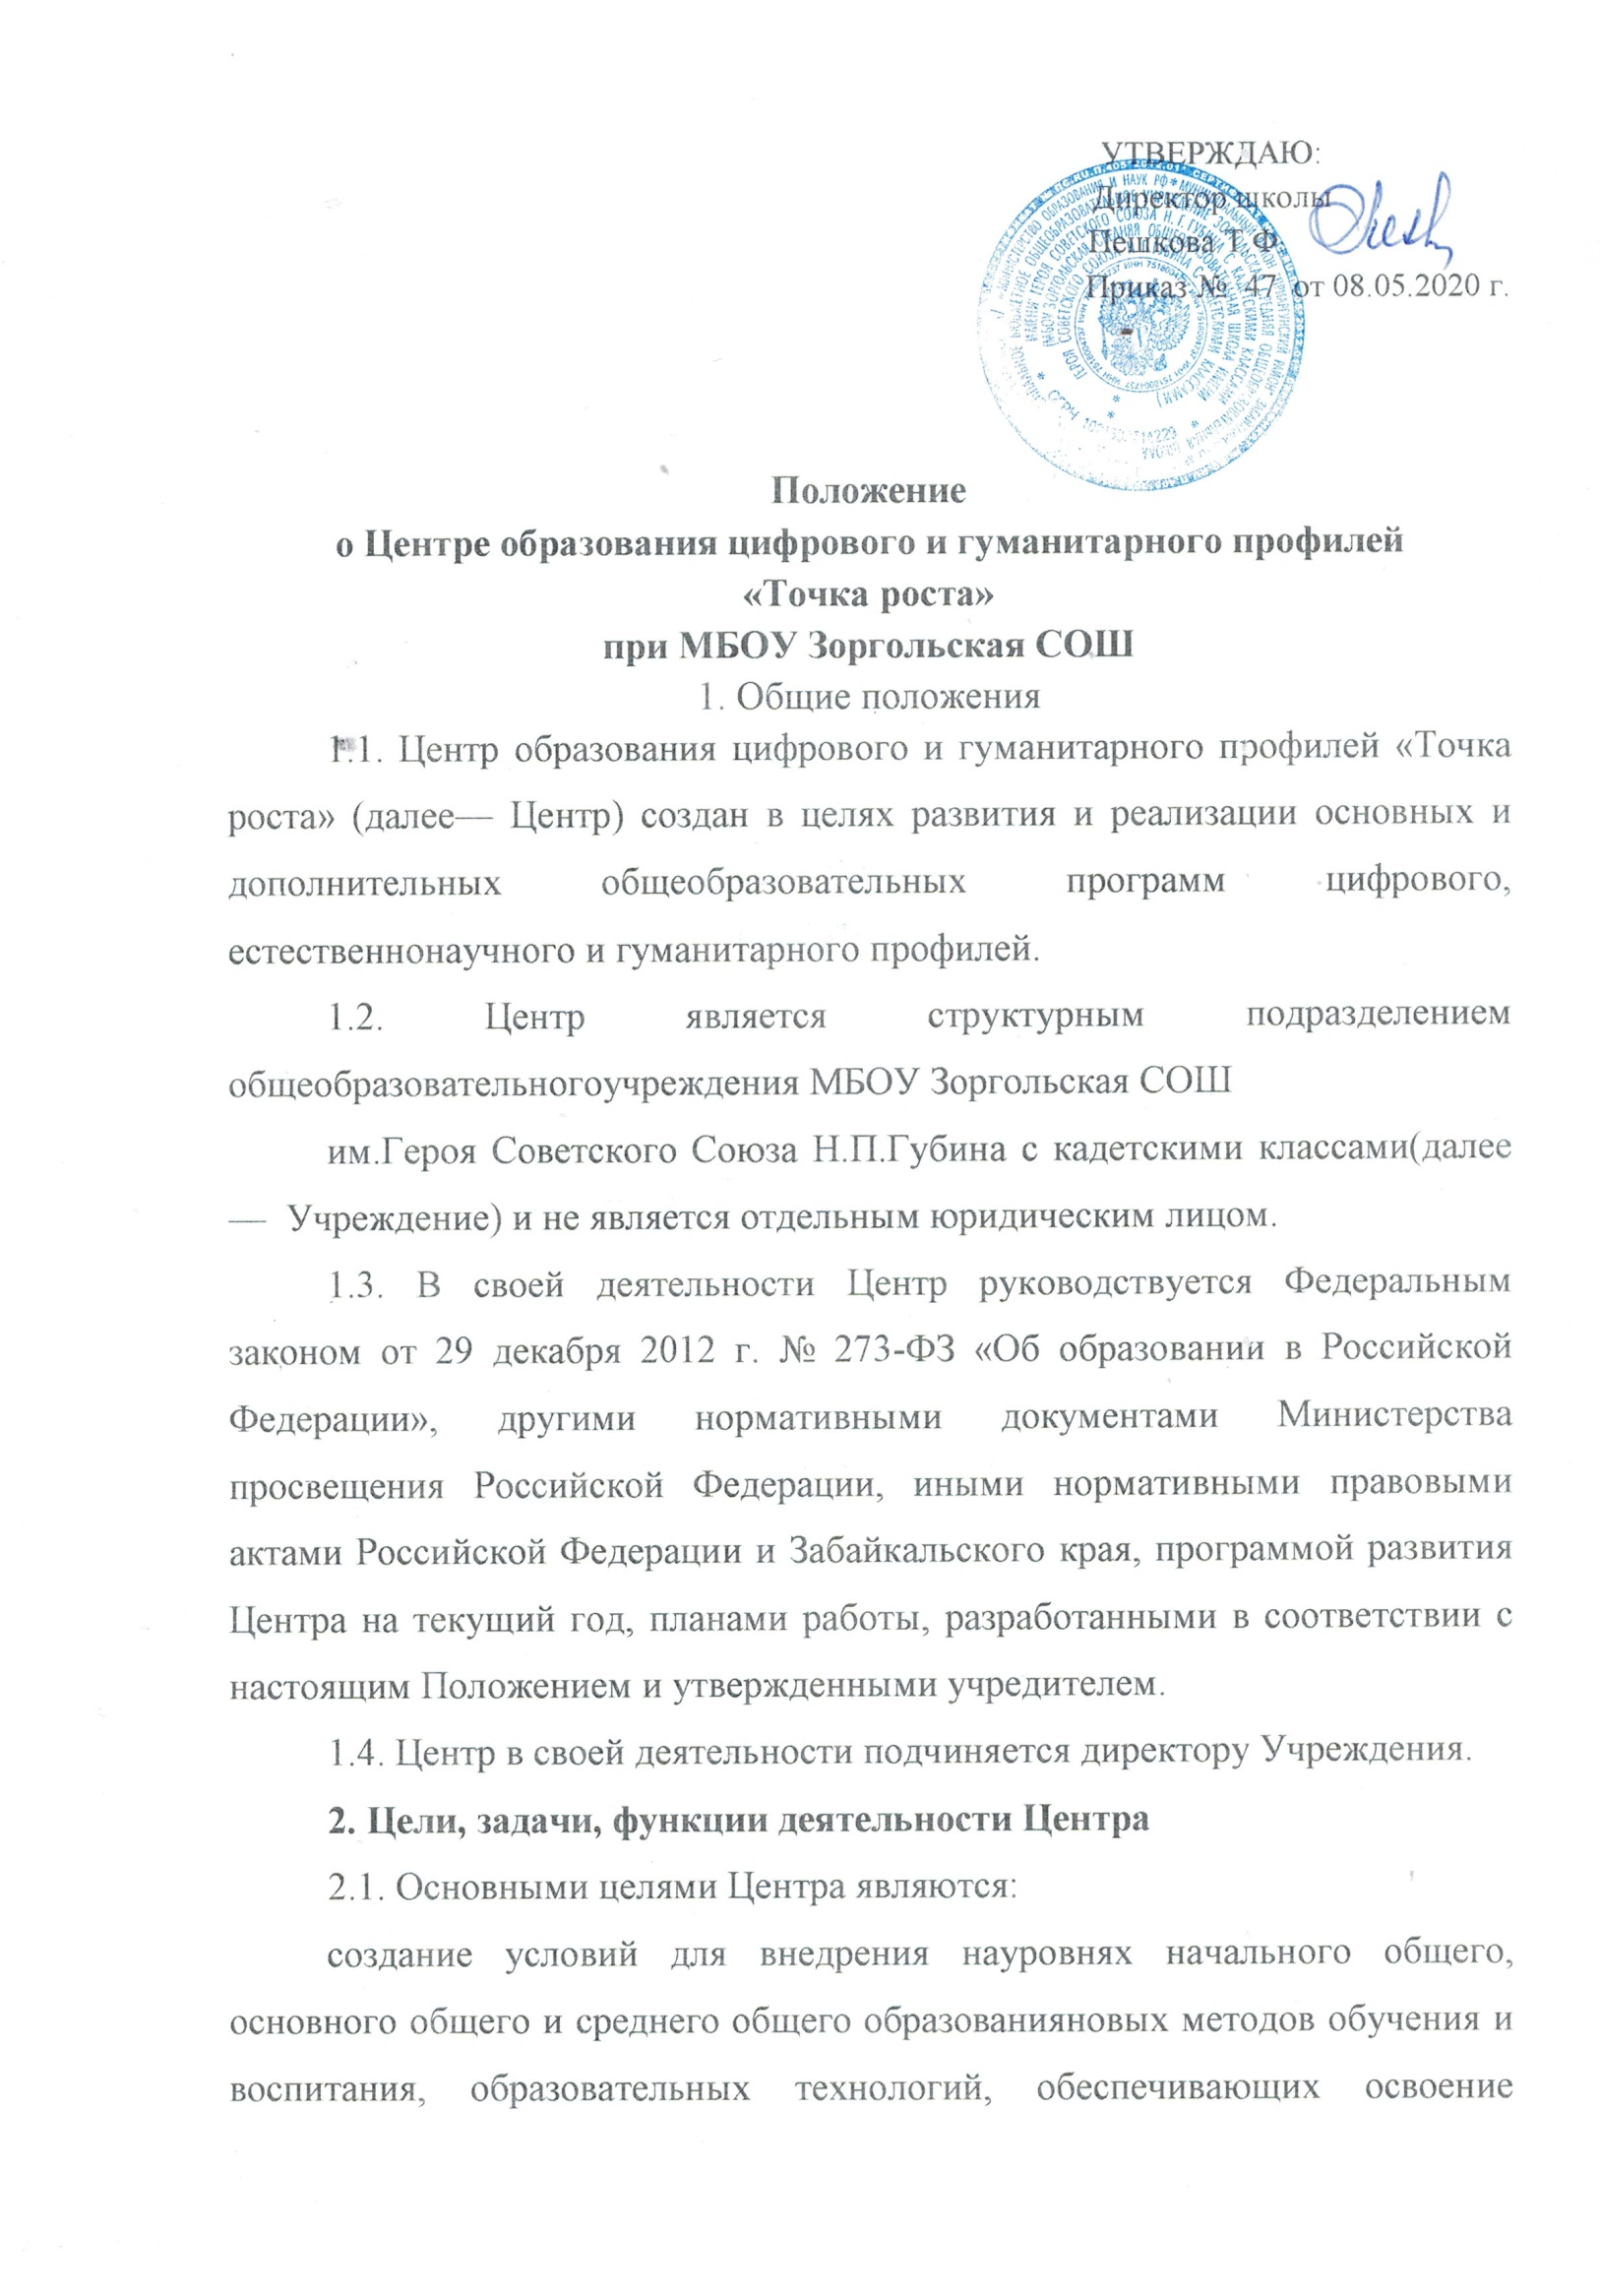 УТВЕРЖДАЮ:
Директор школы
Пешкова Т.Ф.
Приказ № 47 от 08.05.2020 г.
Положение
о Центре образования цифрового и гуманитарного профилей
«Точка роста»
при МБОУ Зоргольская СОШ
1. Общие положения
1.1. Центр образования цифрового и гуманитарного профилей «Точка
роста» (далее— Центр) создан в целях развития и реализации основных и
дополнительных общеобразовательных программ цифрового,
естественнонаучного и гуманитарного профилей.
1.2. Центр является структурным подразделением
общеобразовательногоучреждения МБОУ Зоргольская СОШ
им.Героя Советского Союза Н.П.Губина с кадетскими классами(далее
— Учреждение) и не является отдельным юридическим лицом.
1.3. В своей деятельности Центр руководствуется Федеральным
законом от 29 декабря 2012 г. № 273-ФЗ «Об образовании в Российской
Федерации», другими нормативными документами Министерства
просвещения Российской Федерации, иными нормативными правовыми
актами Российской Федерации и Забайкальского края, программой развития
Центра на текущий год, планами работы, разработанными в соответствии с
настоящим Положением и утвержденными учредителем.
1.4. Центр в своей деятельности подчиняется директору Учреждения.
2. Цели, задачи, функции деятельности Центра
2.1. Основными целями Центра являются:
создание условий для внедрения науровнях начального общего,
основного общего и среднего общего образованияновых методов обучения и
воспитания, образовательных технологий, обеспечивающих освоение